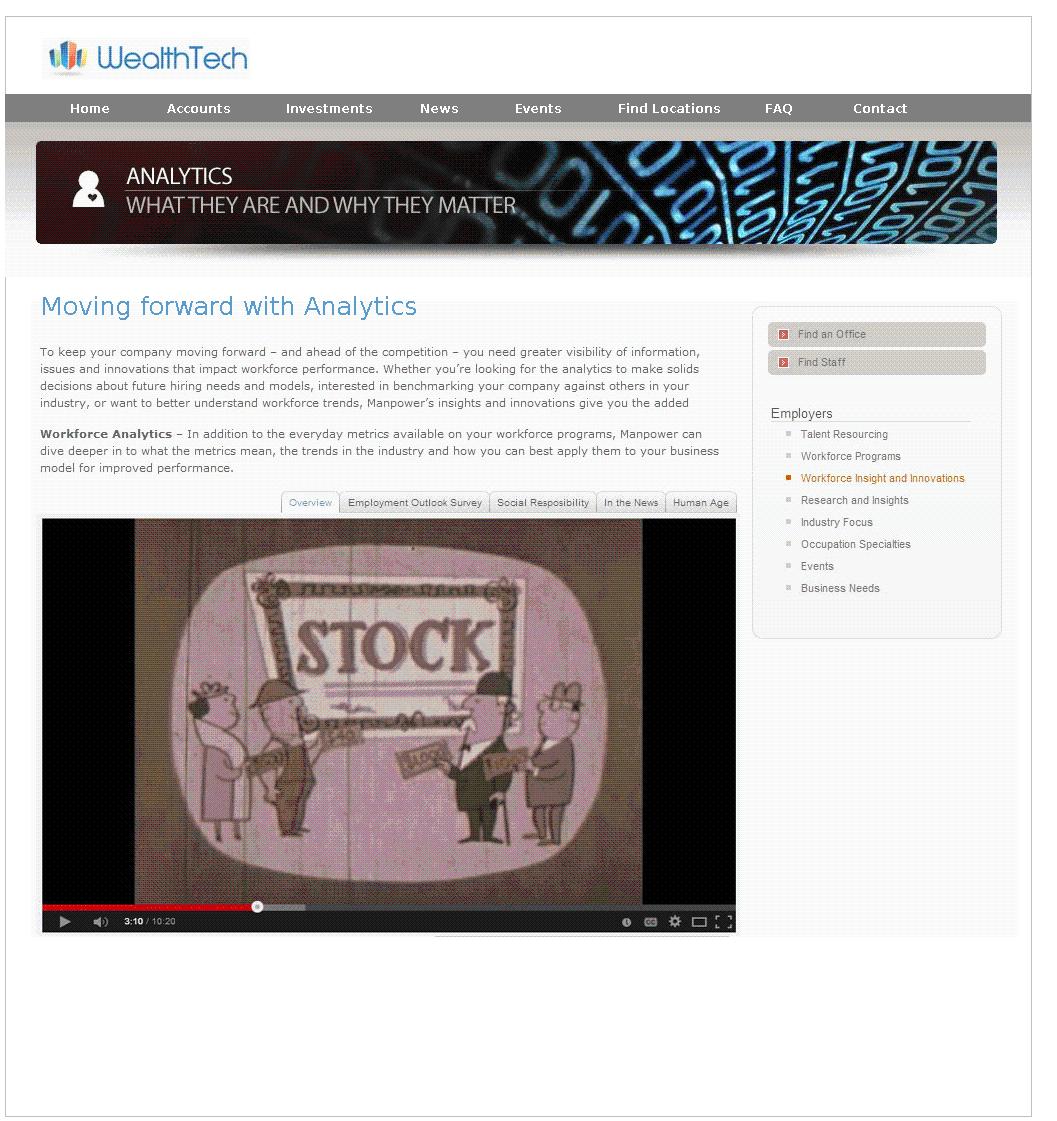 WealthTech
Home Accounts Investments News Events Find Locations FAQ Contact
ANALYTICS
WHAT THEY ARE AND WHY THEY MATTER
Moving forward with Analytics
To keep your company moving forward – and ahead of the competition – you need greater visibility of information,
issues and innovations that impact workforce performance. Whether you’re looking for the analytics to make solids
decisions about future hiring needs and models, interested in benchmarking your company against others in your
industry, or want to better understand workforce trends, Manpower’s insights and innovations give you the added
Workforce Analytics – In addition to the everyday metrics available on your workforce programs, Manpower can
dive deeper in to what the metrics mean, the trends in the industry and how you can best apply them to your business
model for improved performance.
Overview Employment Outlook Survey Social Resposibility In the News Human Age
STOCK
3:10 / 10:20
CC
Find an Office
Find Staff
Employers
Talent Resourcing
Workforce Programs
Workforce Insight and Innovations
Research and Insights
Industry Focus
Occupation Specialties
Events
Business Needs